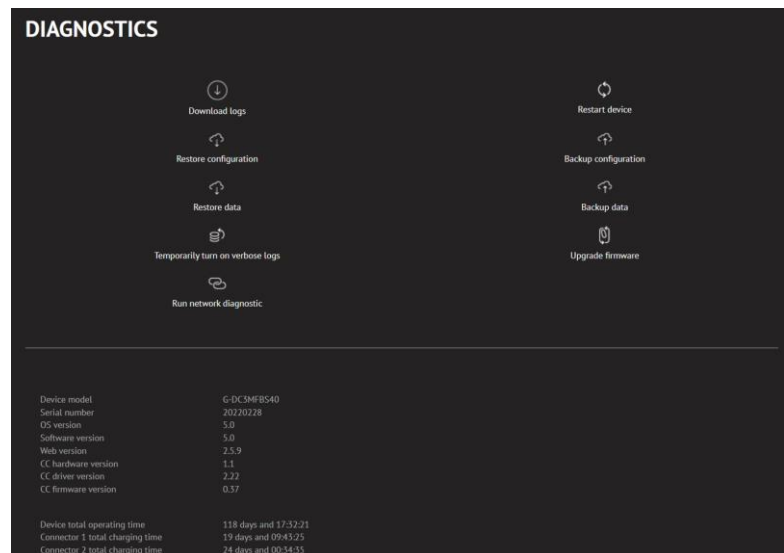 DIAGNOSTICS
Download logs Restart device
Restore configuration Backup configuration
Restore data Backup data
Temporarily turn on verbose logs Upgrade firmware
Run network diagnostic
Device model G-DC3MFBS40
Serial number 20220228
OS version 5.0
Software version 5.0
Web version 2.5.9
CC hardware version 1.1
CC driver version 2.22
CC firmware version 0.37
Device total operating time 118 days and 17:32:21
Connector 1 total charging time 19 days and 09:43:25
Connector 2 total charging time 24 days and 00:34:35